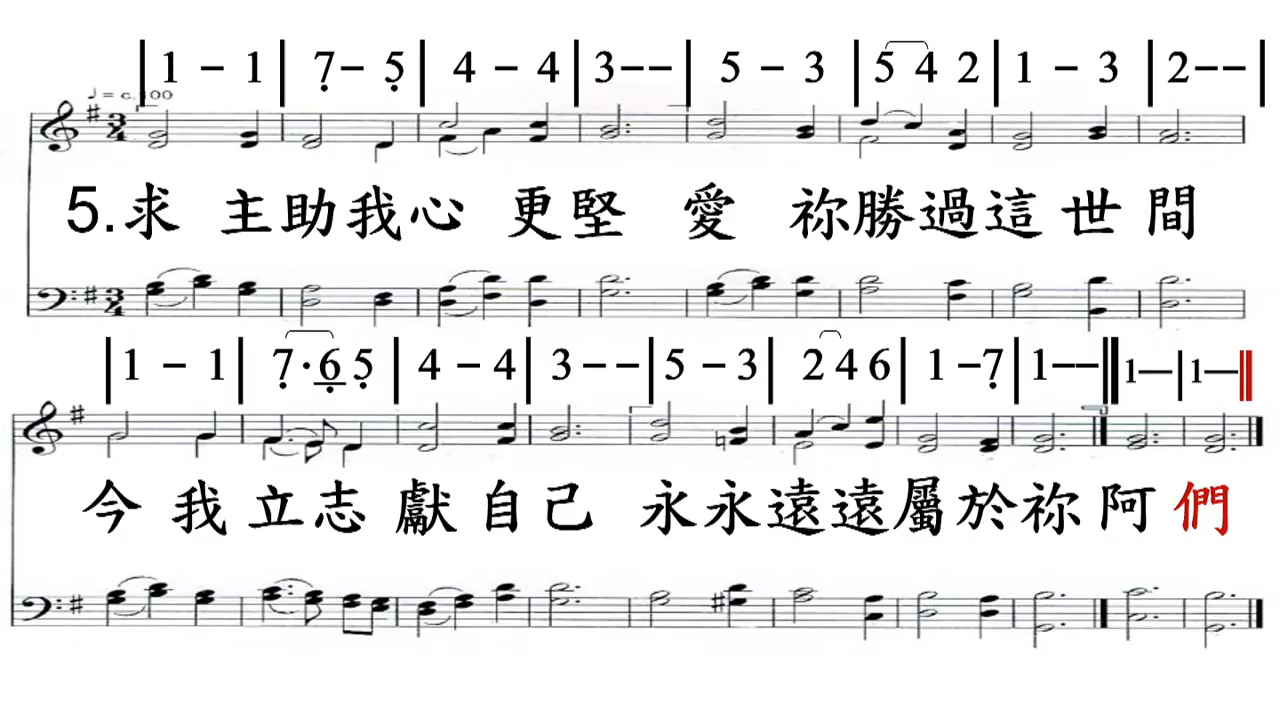 |1 – 1|7̣– 5̣|4 – 4|3––|5 – 3|5 4 2|1 – 3|2––|
♩ = c. 100
5.求 主助我心 更堅 愛 祢勝過這世間
|1 – 1|7̣·6̣ 5̣|4 – 4|3––|5 – 3|2 4 6|1 –7̣|1––‖1—|1—‖
今我立志獻自己 永永遠遠屬於祢阿們